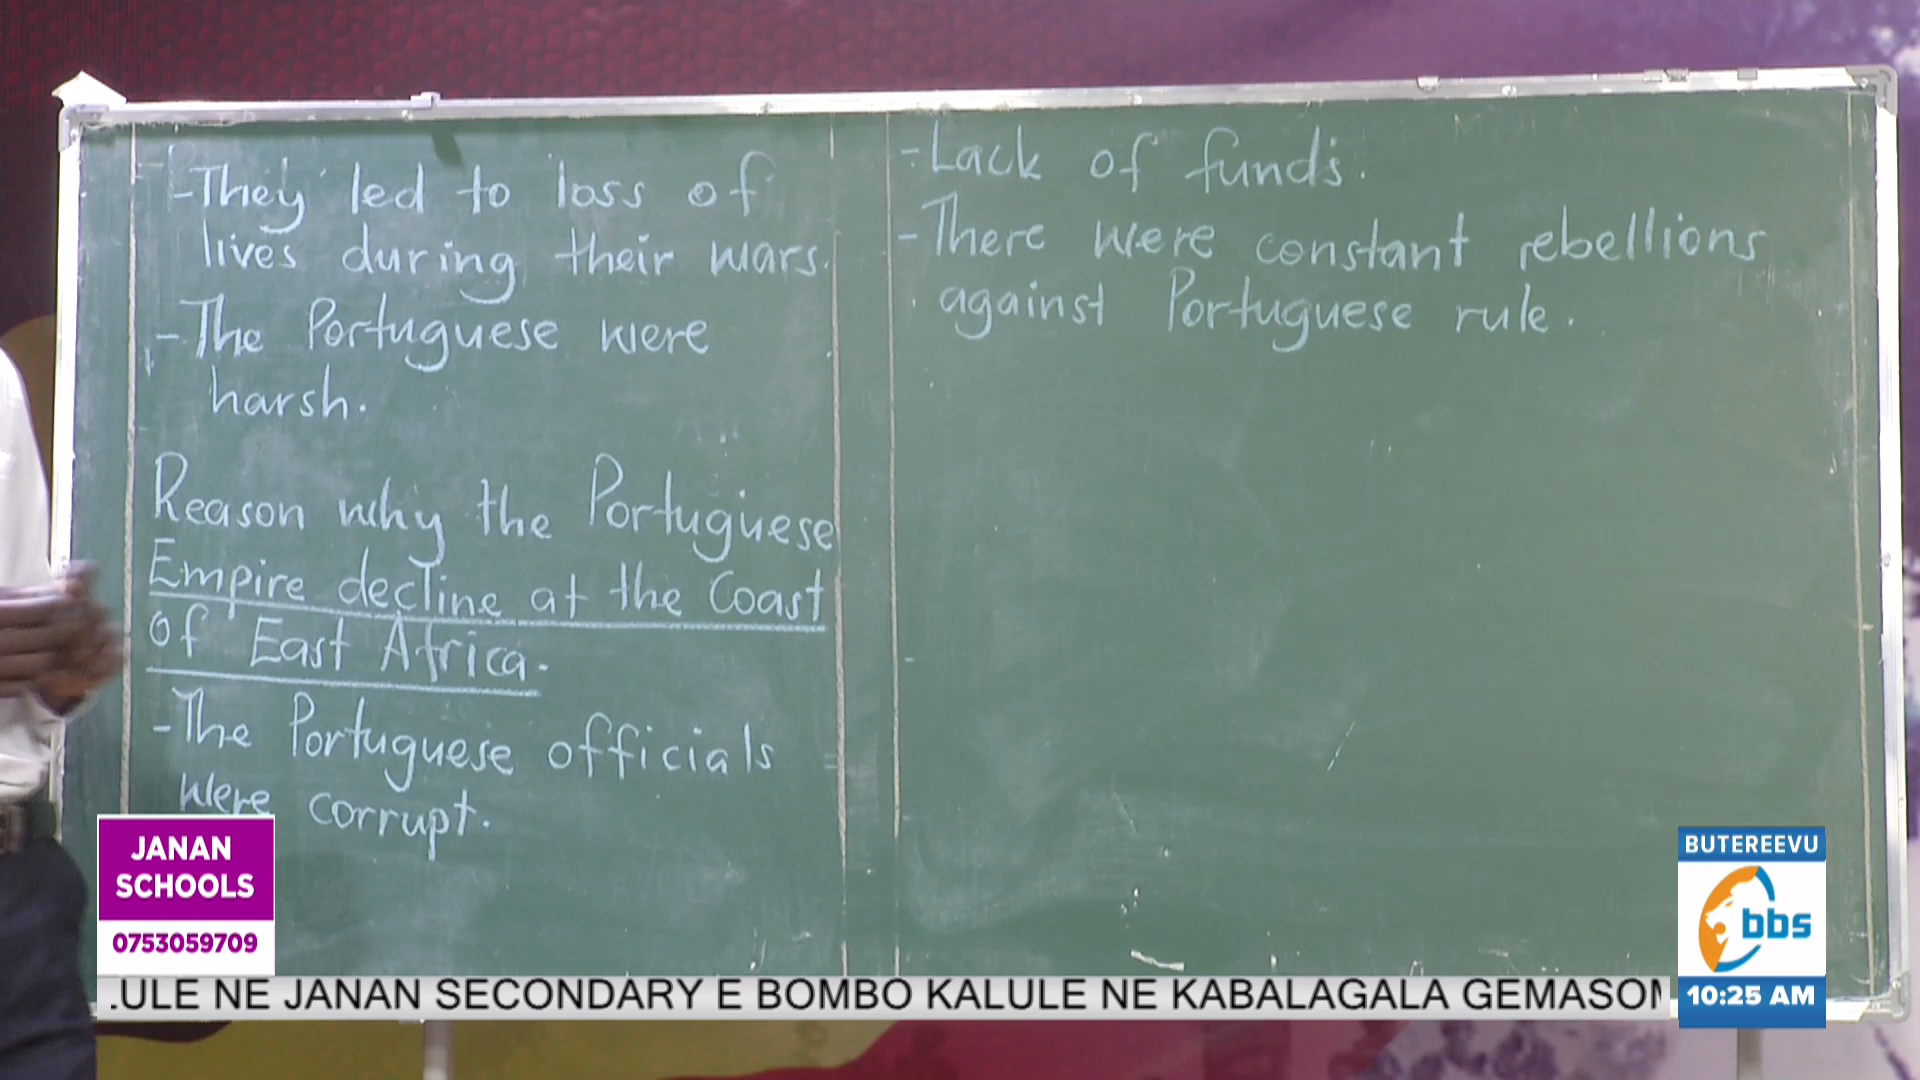 -They led to loss of
lives during their wars.
-The Portuguese were
harsh.
Reason why the Portuguese
Empire decline at the Coast
of East Africa.
-The Portuguese officials
were corrupt.
-Lack of funds.
-There were constant rebellions
against Portuguese rule.
JANAN
SCHOOLS
0753059709
BUTEREEVU
bbs
10:25 AM
.ULE NE JANAN SECONDARY E BOMBO KALULE NE KABALAGALA GEMASOM